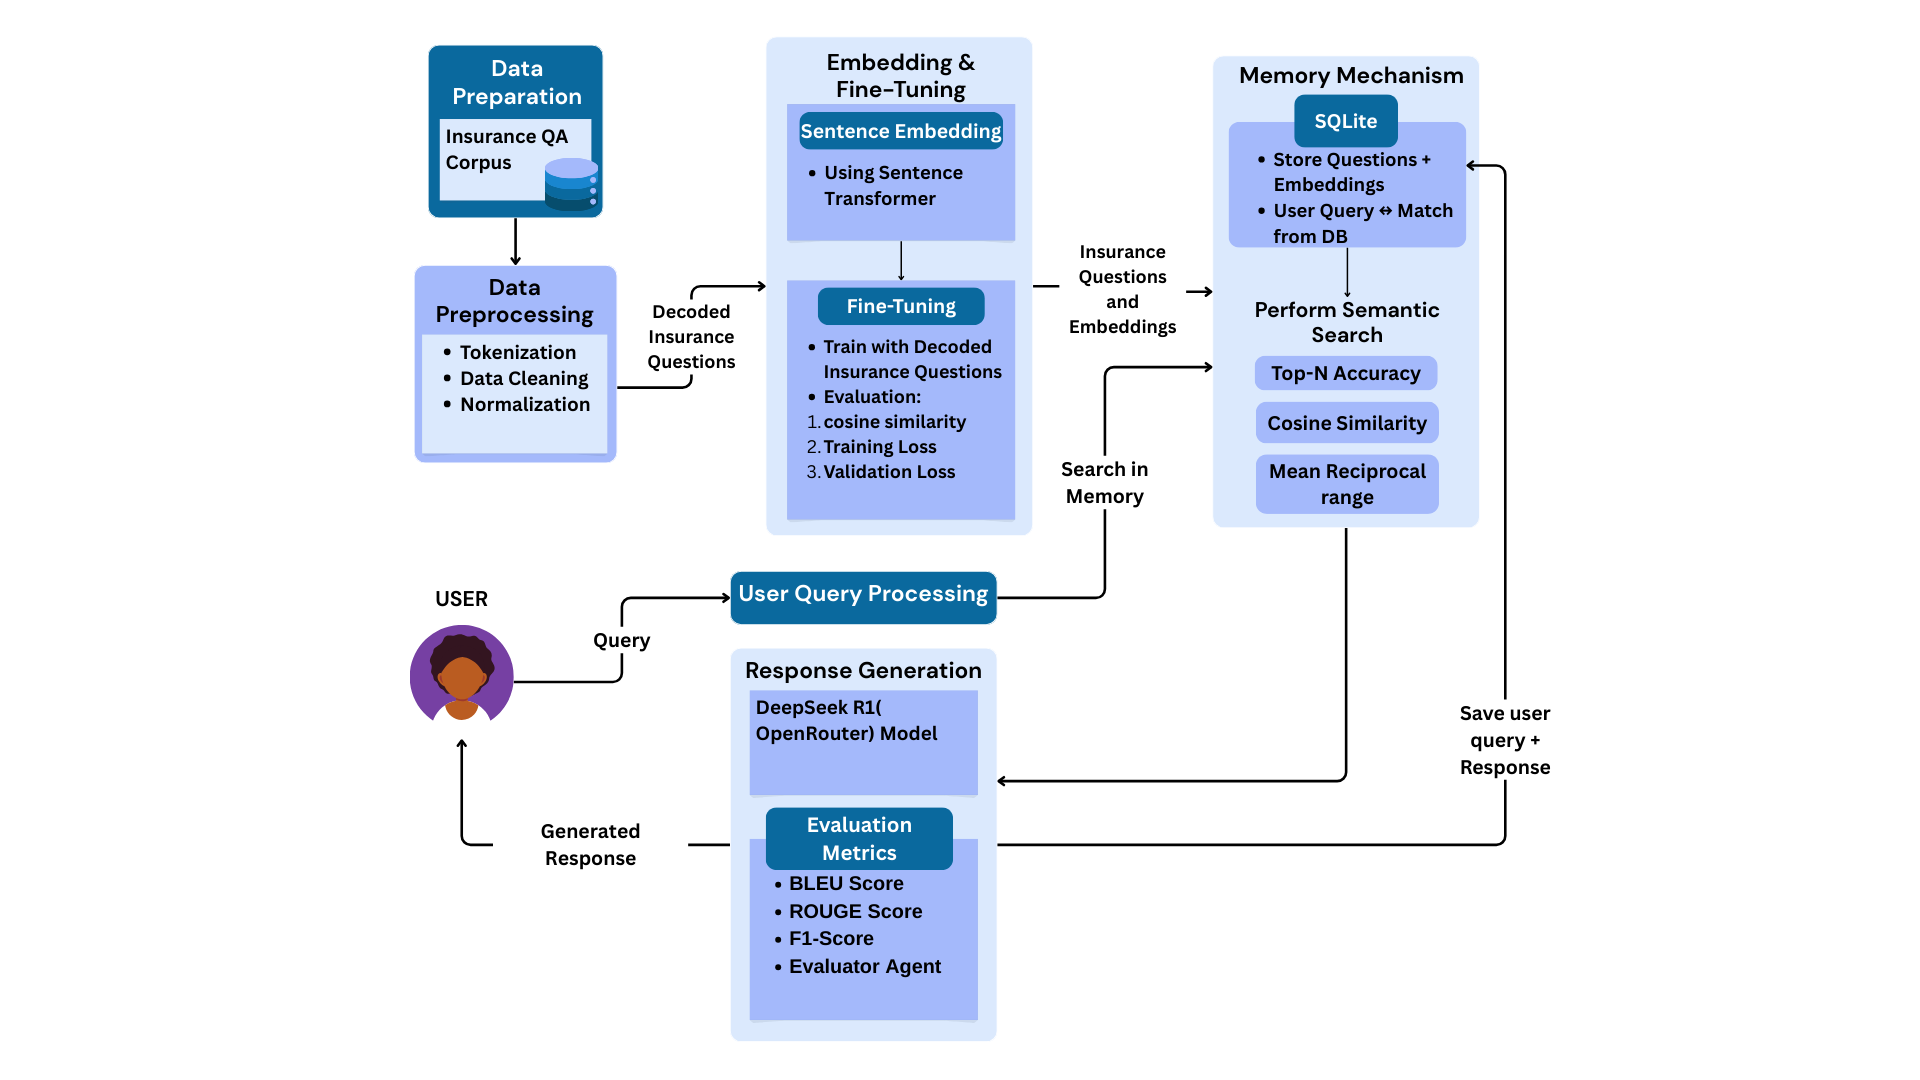 Data
Preparation
Insurance QA
Corpus
Data
Preprocessing
• Tokenization
• Data Cleaning
• Normalization
Decoded
Insurance
Questions
Embedding &
Fine-Tuning
Sentence Embedding
• Using Sentence
Transformer
Fine-Tuning
• Train with Decoded
Insurance Questions
• Evaluation:
1. cosine similarity
2. Training Loss
3. Validation Loss
Insurance
Questions
and
Embeddings
Memory Mechanism
SQLite
• Store Questions +
Embeddings
• User Query ↔ Match
from DB
Perform Semantic
Search
Top-N Accuracy
Cosine Similarity
Mean Reciprocal
range
Search in
Memory
USER
Query
User Query Processing
Response Generation
DeepSeek R1(
OpenRouter) Model
Evaluation
Metrics
• BLEU Score
• ROUGE Score
• F1-Score
• Evaluator Agent
Generated
Response
Save user
query +
Response